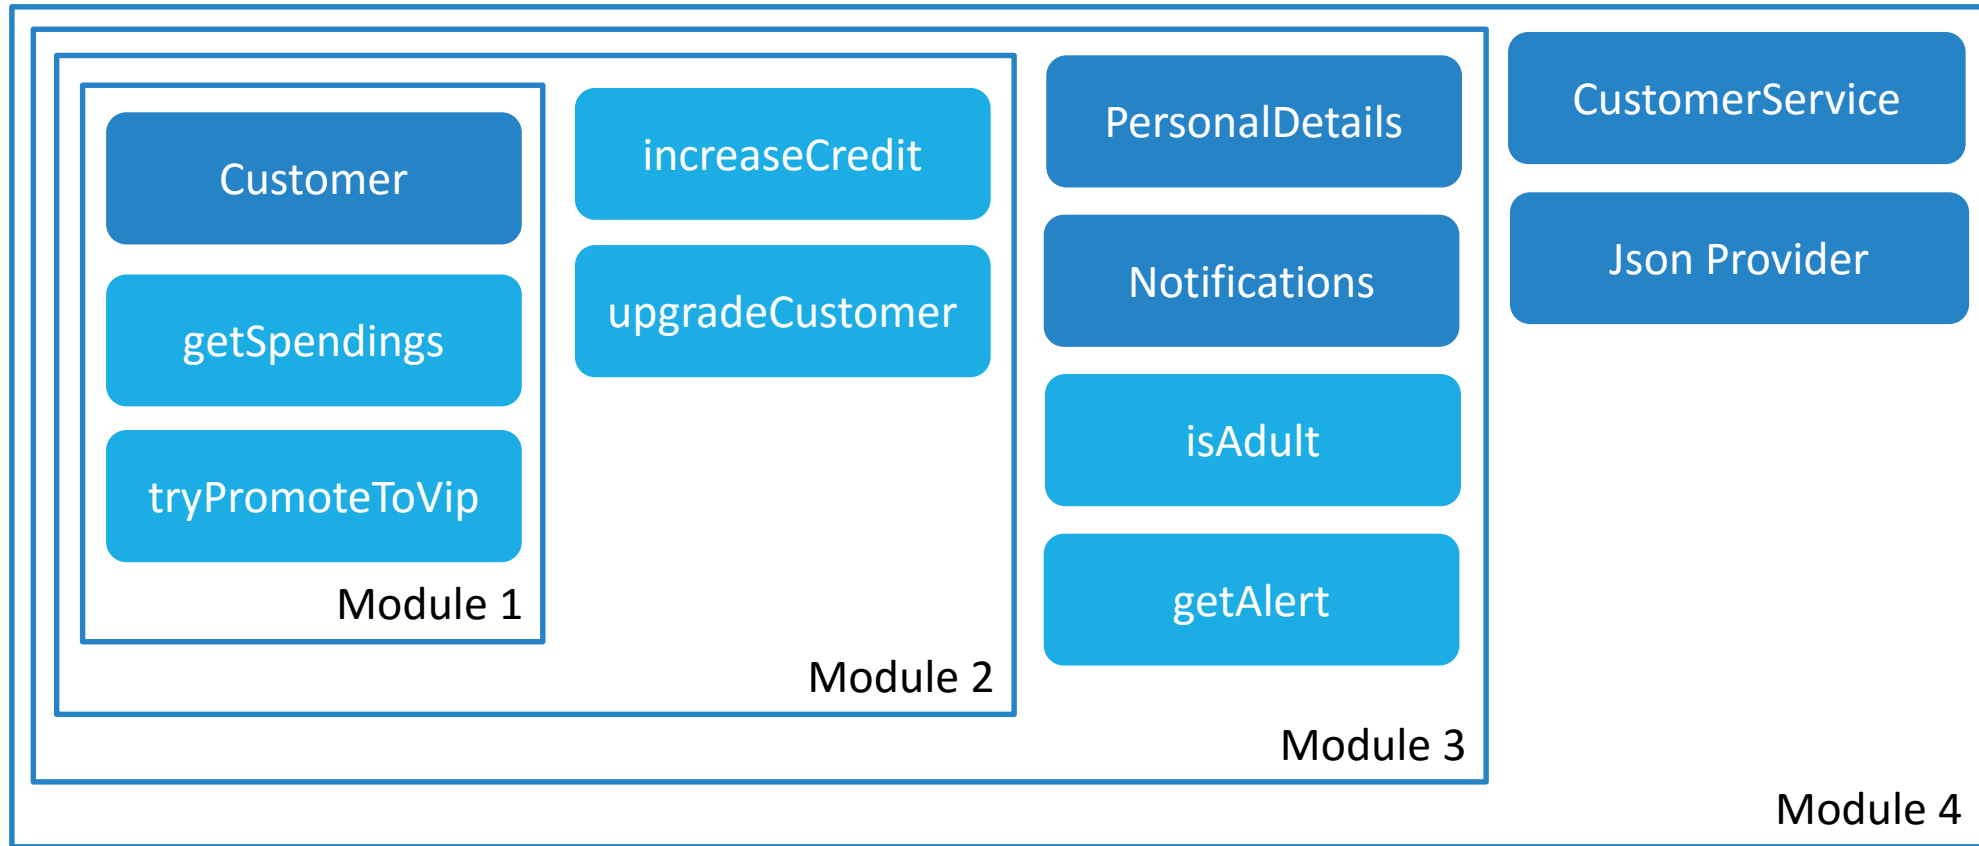 Customer
getSpendings
tryPromoteToVip
Module 1
increaseCredit
upgradeCustomer
Module 2
PersonalDetails
Notifications
isAdult
getAlert
Module 3
CustomerService
Json Provider
Module 4